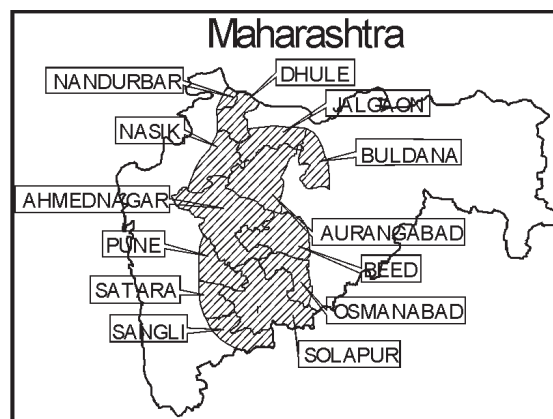 Maharashtra
NANDURBAR
DHULE
JALGAON
NASIK
BULDANA
AHMEDNAGAR
AURANGABAD
PUNE
BEED
SATARA
OSMANABAD
SANGLI
SOLAPUR